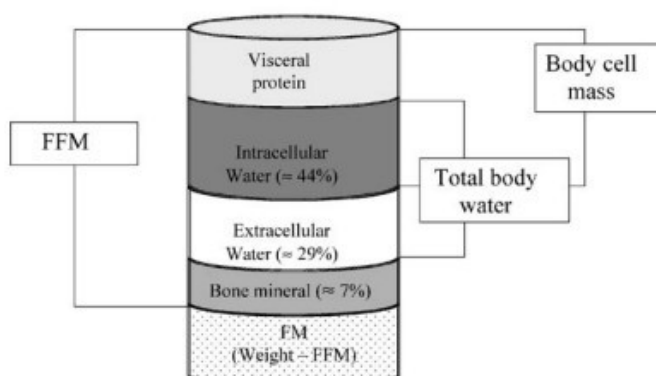 Visceral
protein
Body cell
mass
FFM
Intracellular
Water (≈ 44%)
Total body
water
Extracellular
Water (≈ 29%)
Bone mineral (≈ 7%)
FM
(Weight – FFM)